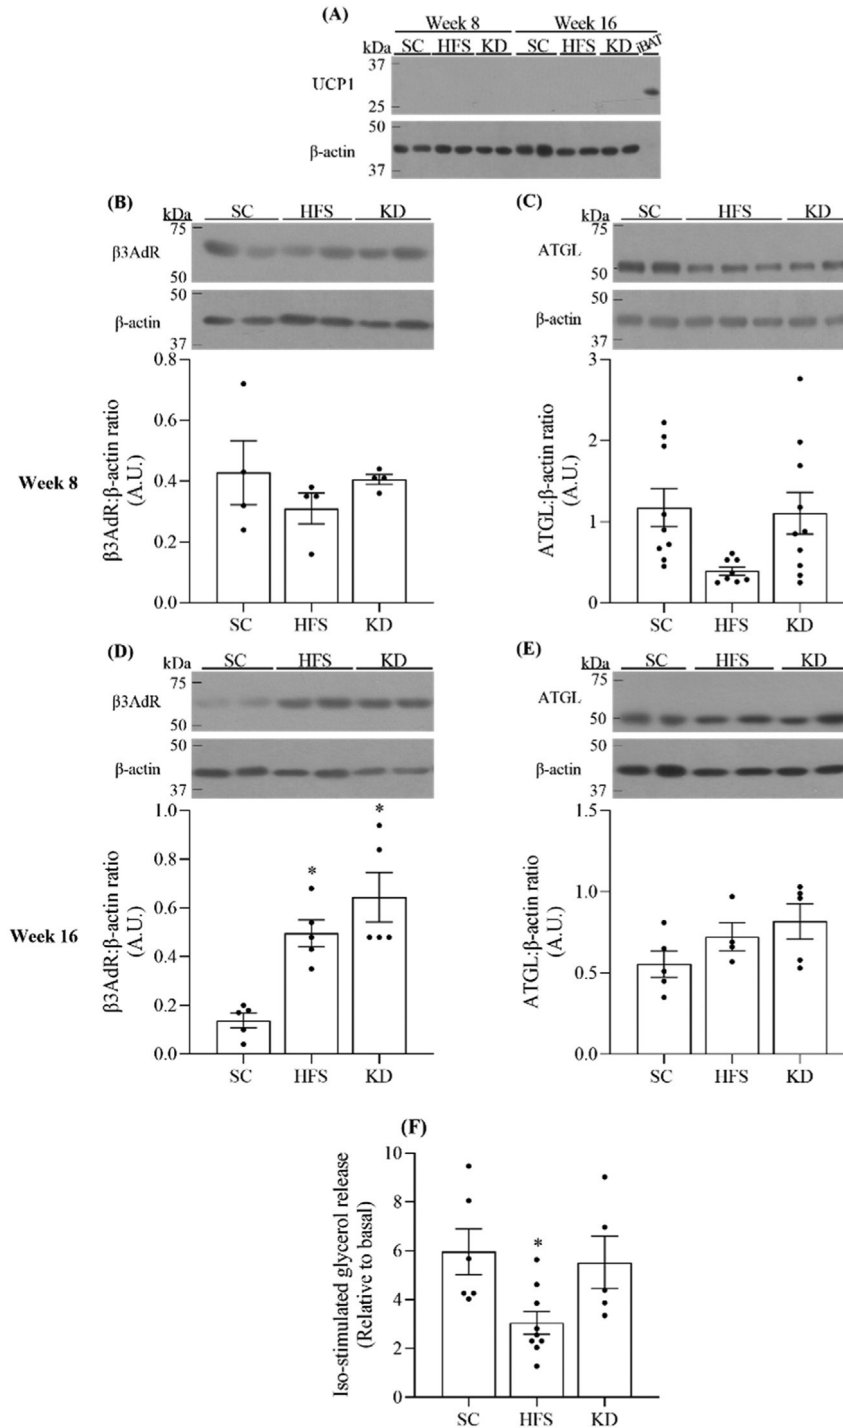 (A)
Week 8 Week 16
kDa SC HFS KD SC HFS KD iBAT
37
UCP1
25
50
β-actin
37
(B)
kDa SC HFS KD
75
β3AdR
50
50
β-actin
37
β3AdR:β-actin ratio
(A.U.)
0.8
0.6
0.4
0.2
0.0
SC HFS KD
(C)
kDa SC HFS KD
75
ATGL
50
50
β-actin
37
ATGL:β-actin ratio
(A.U.)
3
2
1
0
SC HFS KD
Week 8
(D)
kDa SC HFS KD
75
β3AdR
50
50
β-actin
37
β3AdR:β-actin ratio
(A.U.)
1.0
0.8
0.6
0.4
0.2
0.0
* *
SC HFS KD
(E)
kDa SC HFS KD
75
ATGL
50
50
β-actin
37
ATGL:β-actin ratio
(A.U.)
1.5
1.0
0.5
0.0
SC HFS KD
Week 16
(F)
Iso-stimulated glycerol release
(Relative to basal)
10
8
6
4
2
0
*
SC HFS KD